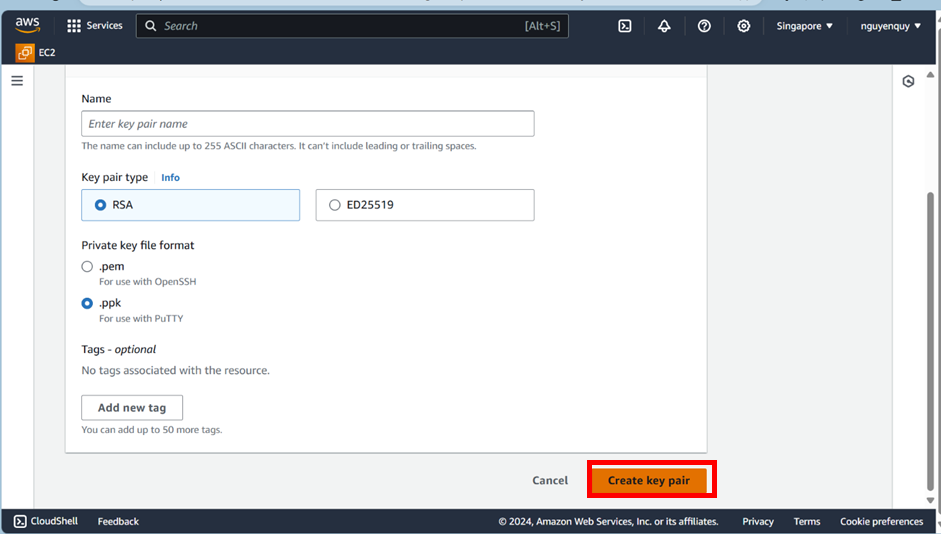 aws
Services
Search
[Alt+S]
Singapore
nguyenquy
EC2
Name
Enter key pair name
The name can include up to 255 ASCII characters. It can't include leading or trailing spaces.
Key pair type
Info
RSA
ED25519
Private key file format
.pem
For use with OpenSSH
.ppk
For use with PuTTY
Tags - optional
No tags associated with the resource.
Add new tag
You can add up to 50 more tags.
Cancel
Create key pair
CloudShell
Feedback
© 2024, Amazon Web Services, Inc. or its affiliates.
Privacy
Terms
Cookie preferences